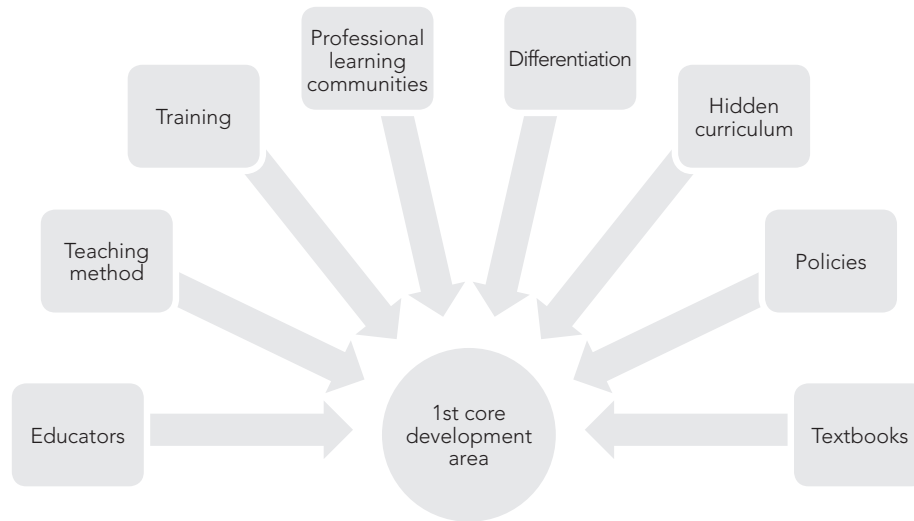 Professional
learning
communities
Differentiation
Training
Hidden
curriculum
Teaching
method
Policies
Educators
1st core
development
area
Textbooks